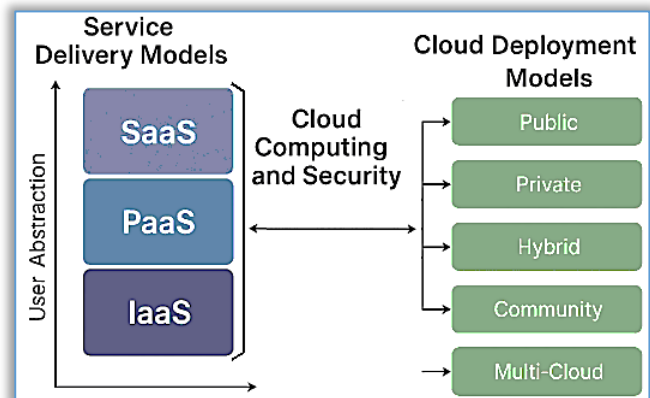 Service
Delivery Models
User Abstraction
SaaS
PaaS
IaaS
Cloud
Computing
and Security
Cloud Deployment
Models
Public
Private
Hybrid
Community
Multi-Cloud